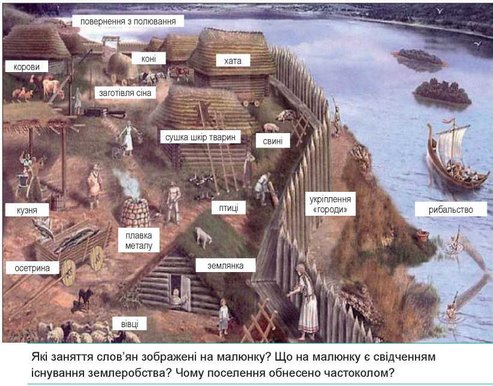 повернення з полювання
корови
коні
хата
заготівля сіна
сушка шкір тварин
свині
кузня
птиці
укріплення
«городи»
рибальство
плавка
металу
осетрина
землянка
вівці
Які заняття слов'ян зображені на малюнку? Що на малюнку є свідченням
існування землеробства? Чому поселення обнесено частоколом?